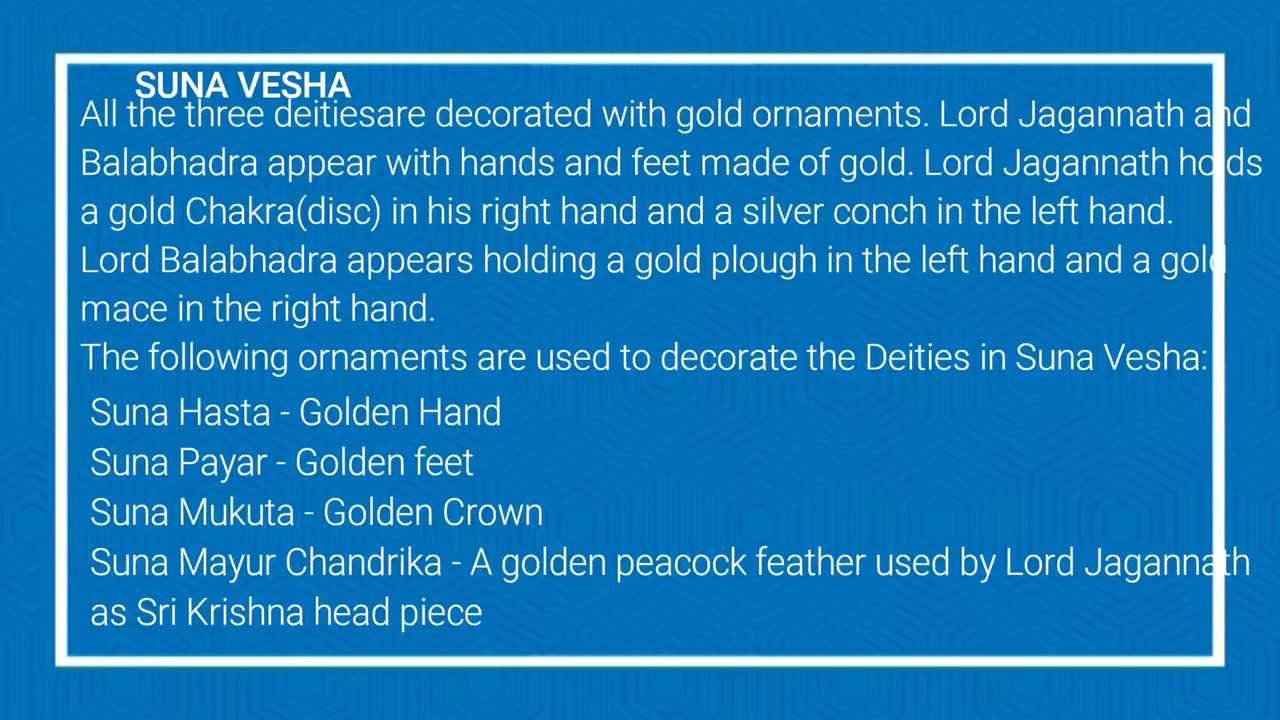 SUNA VESHA
All the three deitiesare decorated with gold ornaments. Lord Jagannath and
Balabhadra appear with hands and feet made of gold. Lord Jagannath holds
a gold Chakra(disc) in his right hand and a silver conch in the left hand.
Lord Balabhadra appears holding a gold plough in the left hand and a gold
mace in the right hand.
The following ornaments are used to decorate the Deities in Suna Vesha:
Suna Hasta - Golden Hand
Suna Payar - Golden feet
Suna Mukuta - Golden Crown
Suna Mayur Chandrika - A golden peacock feather used by Lord Jagannath
as Sri Krishna head piece